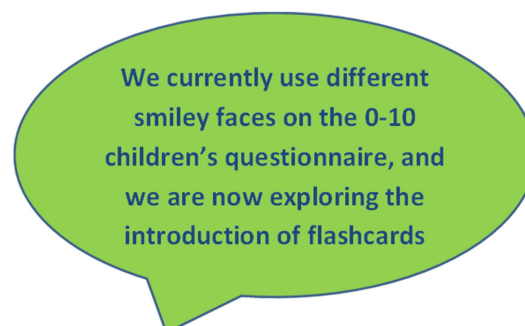 We currently use different
smiley faces on the 0-10
children’s questionnaire, and
we are now exploring the
introduction of flashcards